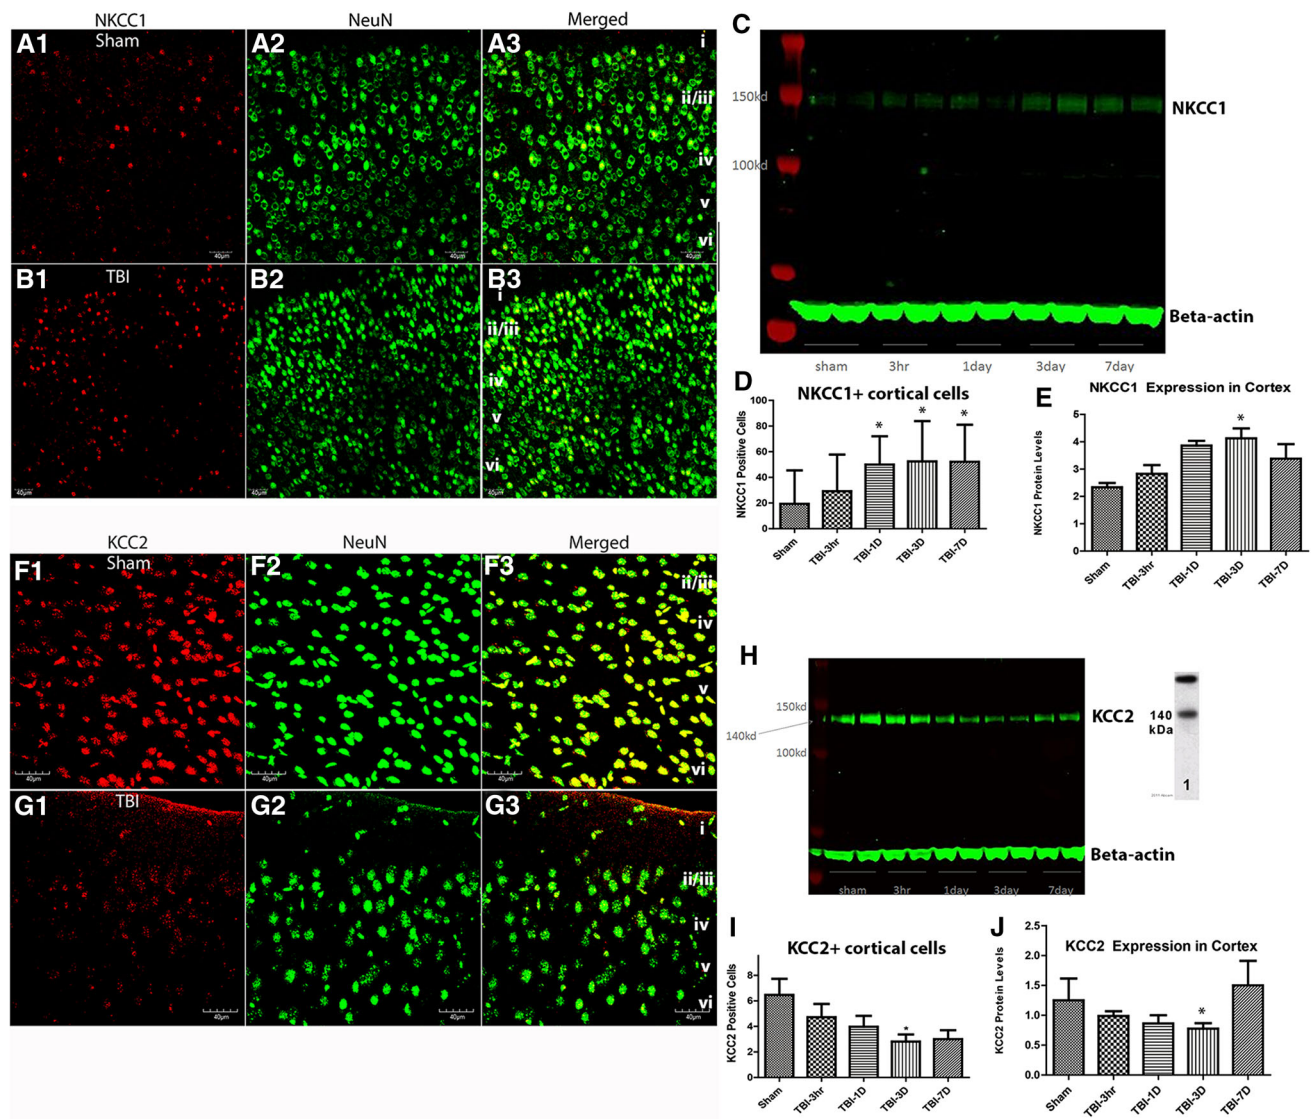 NKCC1
NeuN
Merged
A1
Sham
A2
A3
i
ii/iii
iv
v
vi
40μm
40μm
40μm
B1
TBI
B2
B3
i
ii/iii
iv
v
vi
40μm
40μm
40μm
C
150kd
100kd
NKCC1
Beta-actin
sham
3hr
1day
3day
7day
D
NKCC1+ cortical cells
NKCC1 Positive Cells
100
80
60
40
20
0
*
*
*
Sham
TBI-3hr
TBI-1D
TBI-3D
TBI-7D
E
NKCC1 Expression in Cortex
NKCC1 Protein Levels
5
4
3
2
1
0
*
Sham
TBI-3hr
TBI-1D
TBI-3D
TBI-7D
KCC2
NeuN
Merged
F1
Sham
F2
F3
ii/iii
iv
v
vi
40μm
40μm
40μm
G1
TBI
G2
G3
i
ii/iii
iv
v
vi
40μm
40μm
40μm
H
150kd
140kd
100kd
KCC2
Beta-actin
sham
3hr
1day
3day
7day
140
kDa
1
I
KCC2+ cortical cells
KCC2 Positive Cells
8
6
4
2
0
*
Sham
TBI-3hr
TBI-1D
TBI-3D
TBI-7D
J
KCC2 Expression in Cortex
KCC2 Protein Levels
2.5
2.0
1.5
1.0
0.5
0.0
*
Sham
TBI-3hr
TBI-1D
TBI-3D
TBI-7D